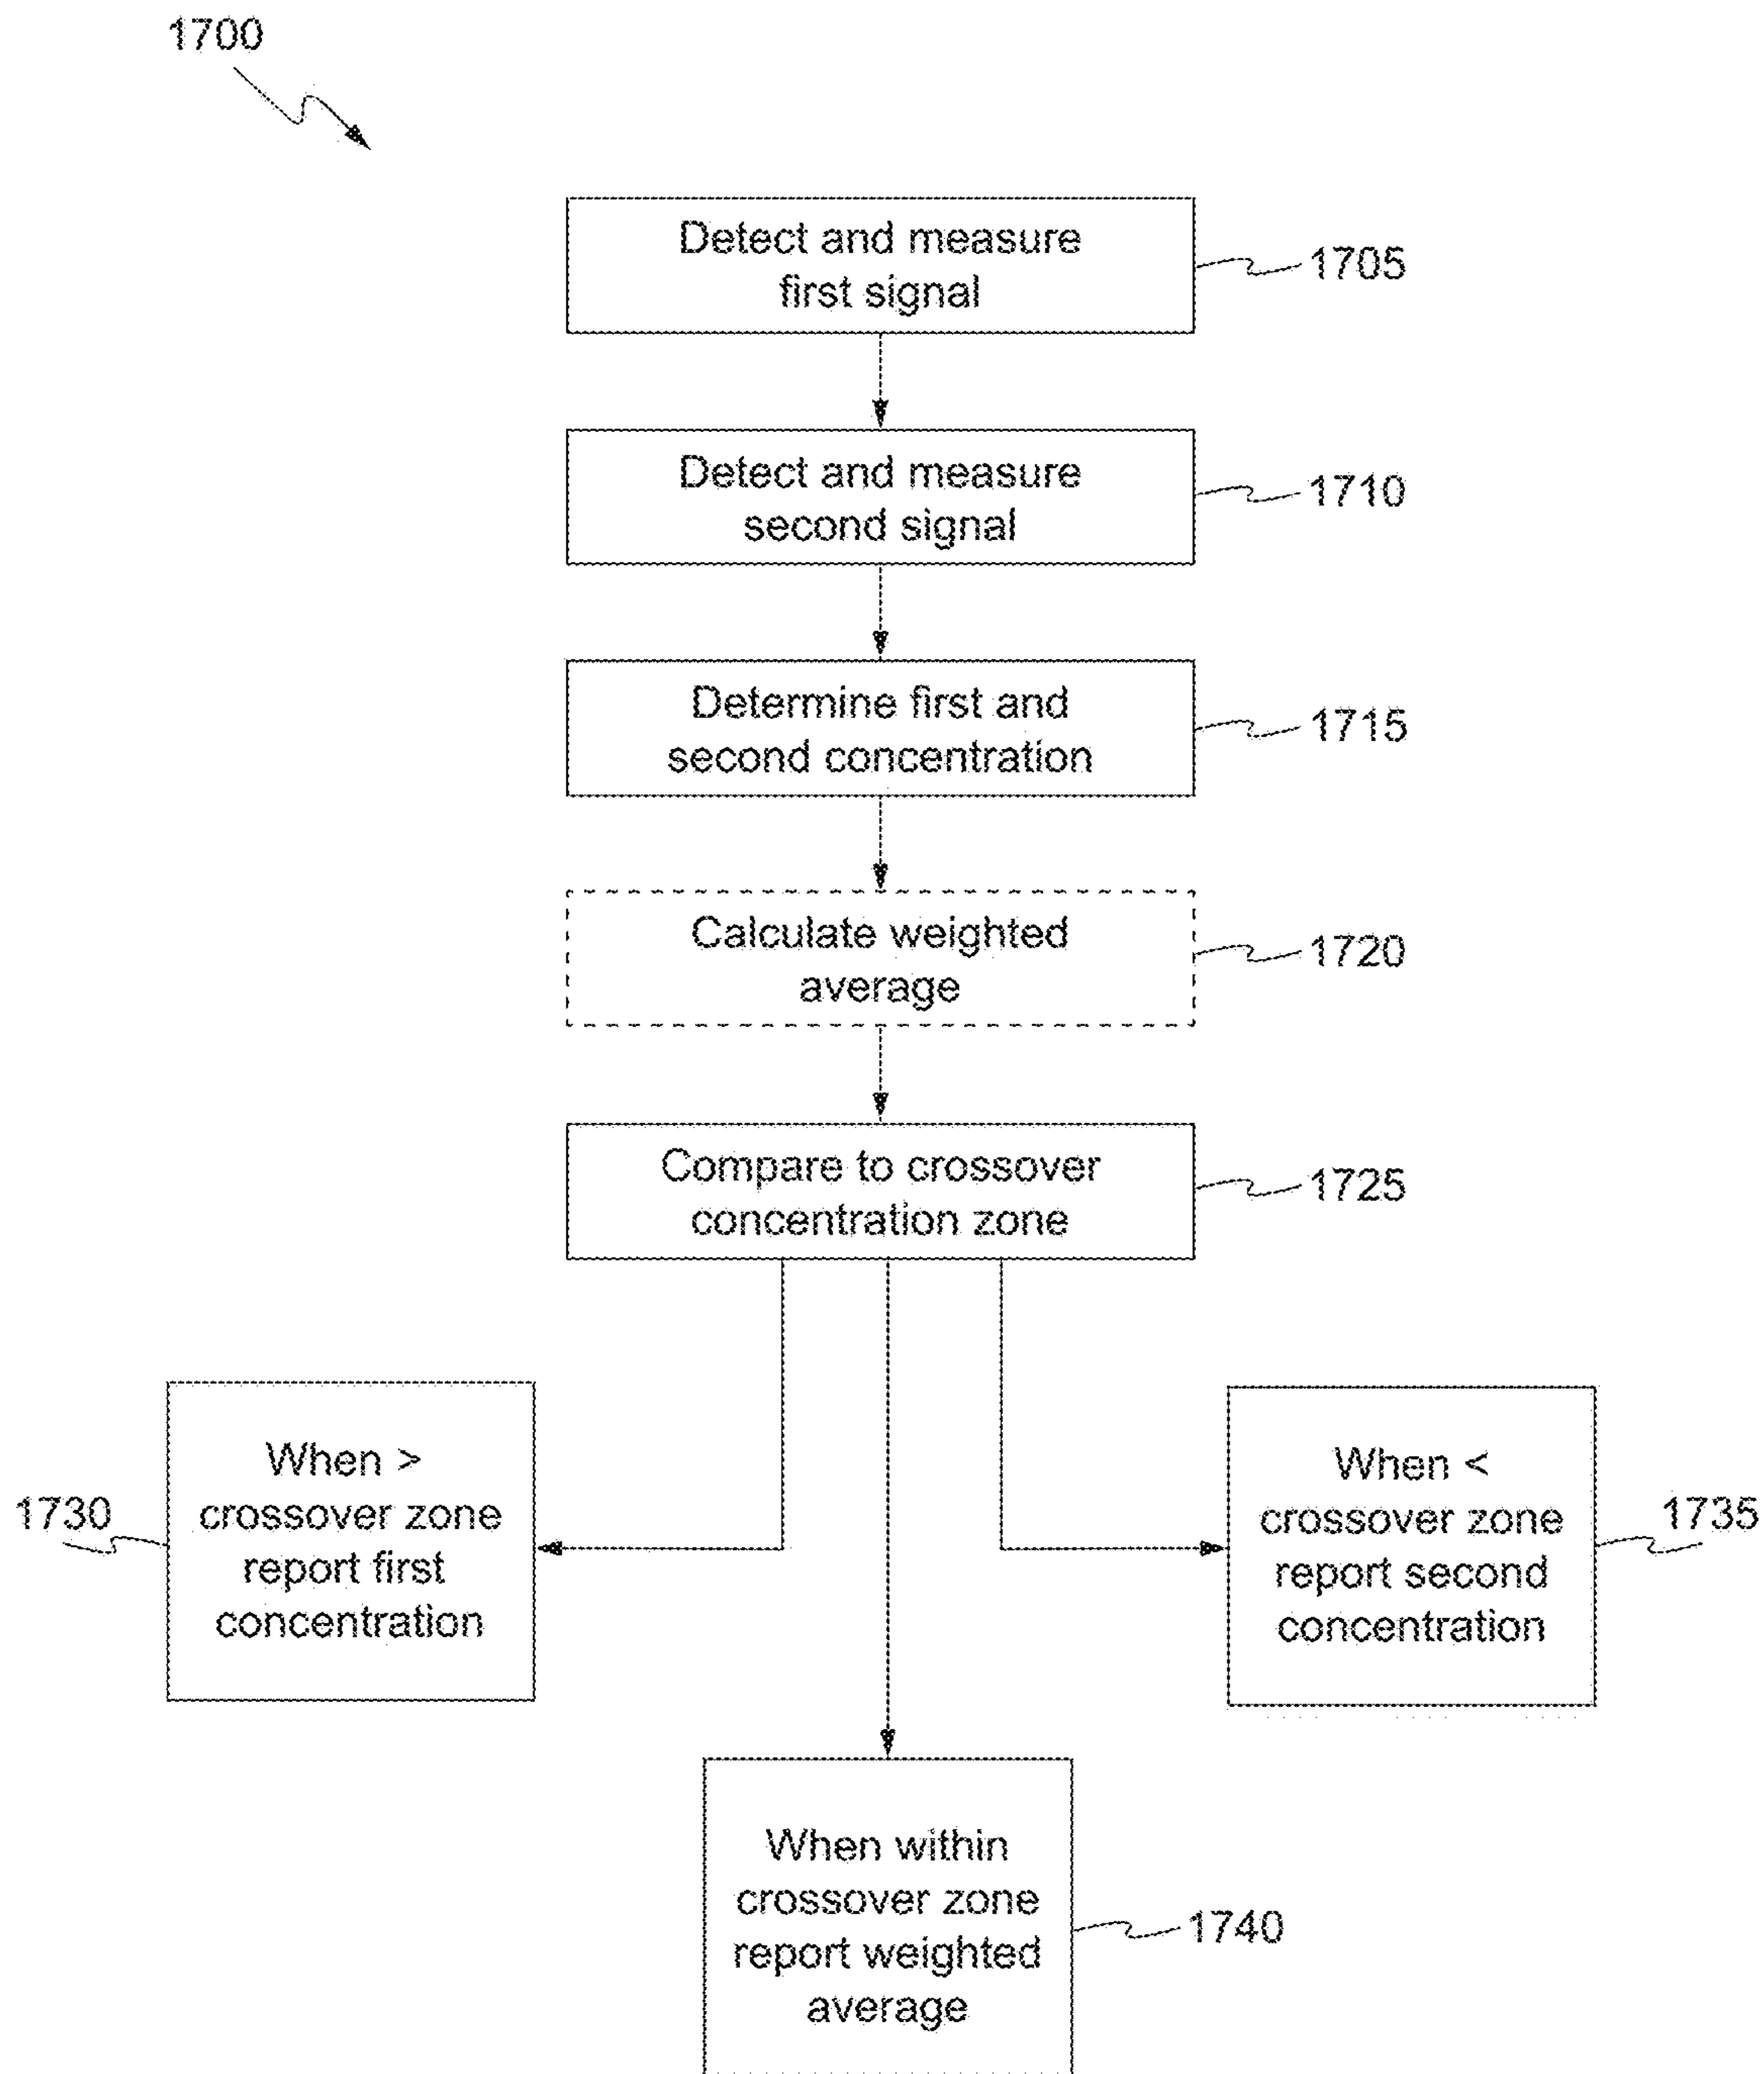 1700
Detect and measure
first signal
1705
Detect and measure
second signal
1710
Determine first and
second concentration
1715
Calculate weighted
average
1720
Compare to crossover
concentration zone
1725
When >
crossover zone
report first
concentration
1730
When <
crossover zone
report second
concentration
1735
When within
crossover zone
report weighted
average
1740